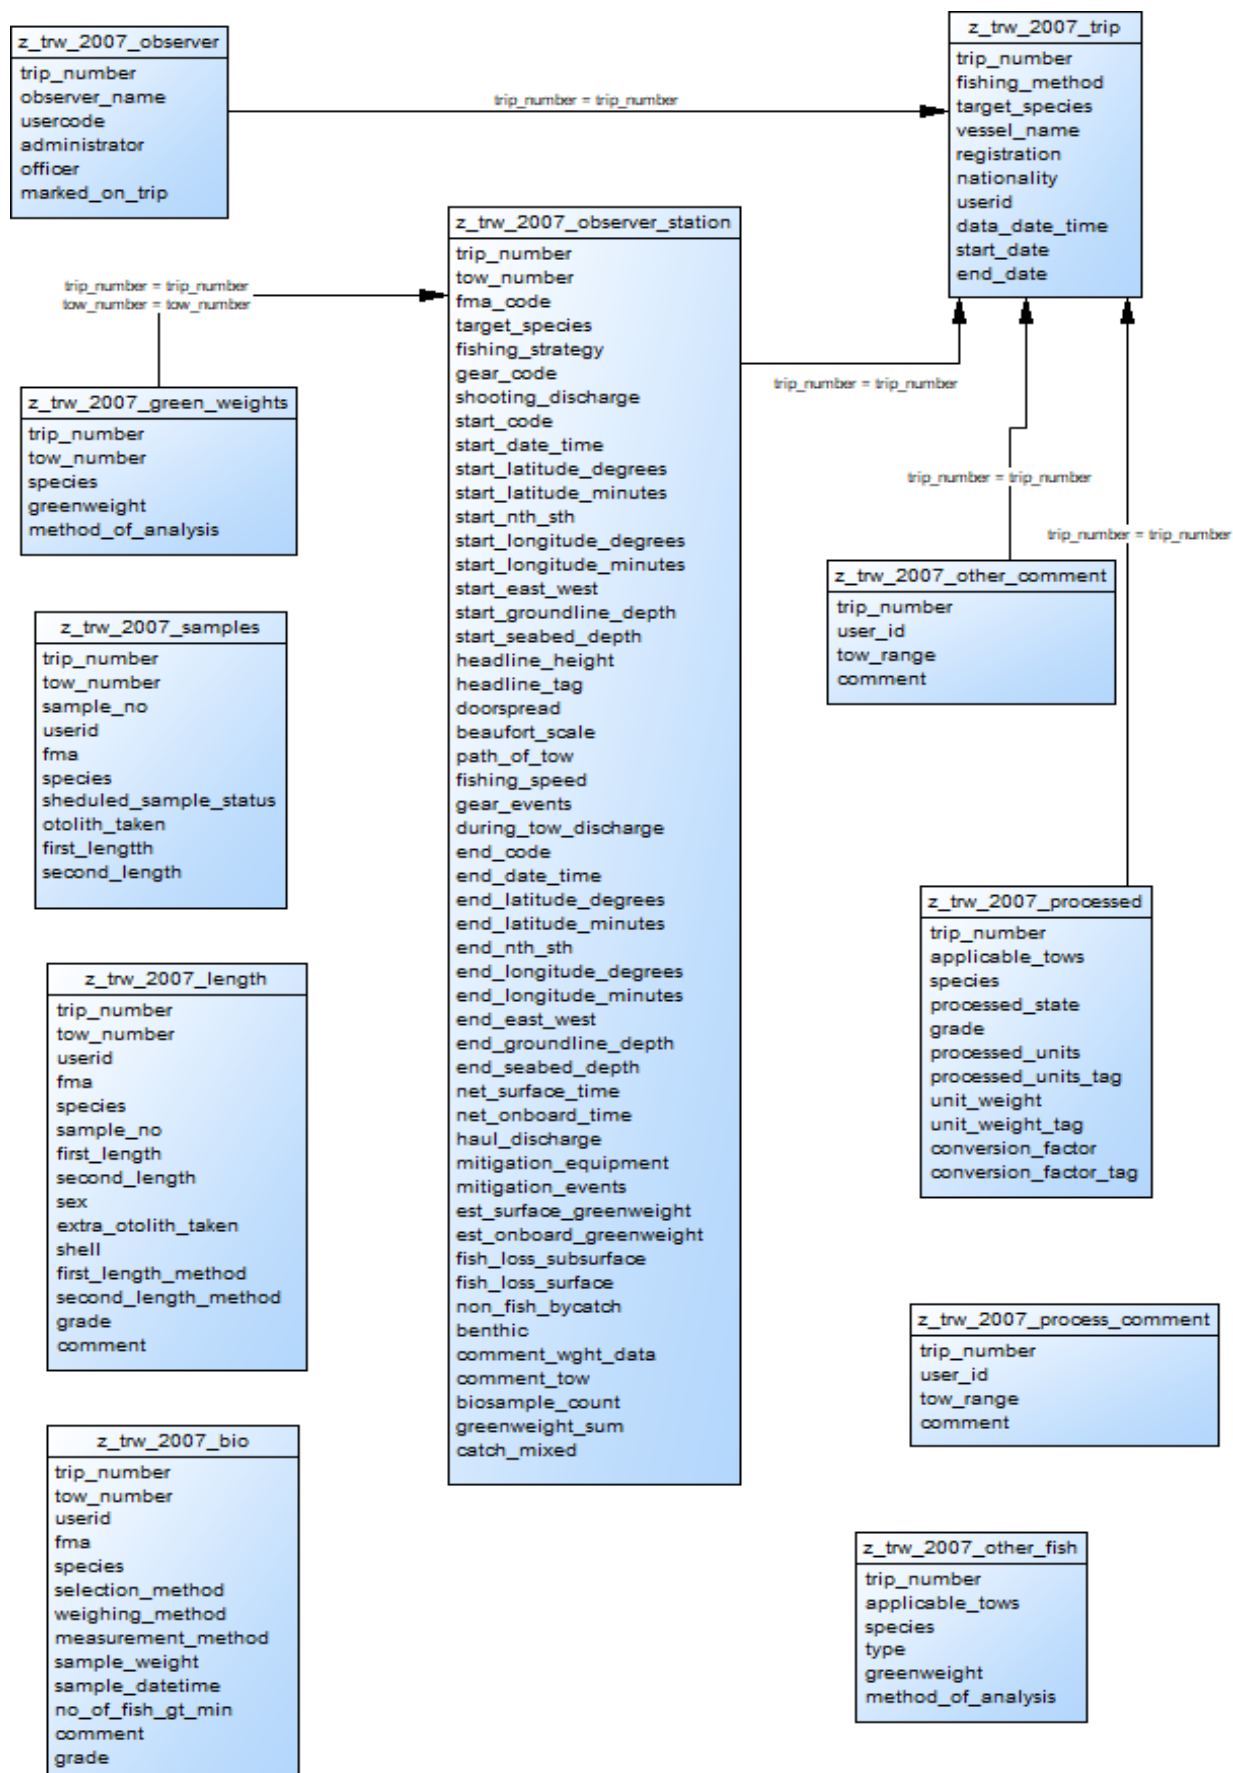 z_trw_2007_observer
trip_number
observer_name
usercode
administrator
officer
marked_on_trip
trip_number = trip_number
z_trw_2007_trip
trip_number
fishing_method
target_species
vessel_name
registration
nationality
userid
data_date_time
start_date
end_date
trip_number = trip_number
tow_number = tow_number
z_trw_2007_observer_station
trip_number
tow_number
fma_code
target_species
fishing_strategy
gear_code
shooting_discharge
start_code
start_date_time
start_latitude_degrees
start_latitude_minutes
start_nth_sth
start_longitude_degrees
start_longitude_minutes
start_east_west
start_groundline_depth
start_seabed_depth
headline_height
headline_tag
doorspread
beaufort_scale
path_of_tow
fishing_speed
gear_events
during_tow_discharge
end_code
end_date_time
end_latitude_degrees
end_latitude_minutes
end_nth_sth
end_longitude_degrees
end_longitude_minutes
end_east_west
end_groundline_depth
end_seabed_depth
net_surface_time
net_onboard_time
haul_discharge
mitigation_equipment
mitigation_events
est_surface_greenweight
est_onboard_greenweight
fish_loss_subsurface
fish_loss_surface
non_fish_bycatch
benthic
comment_wght_data
comment_tow
biosample_count
greenweight_sum
catch_mixed
trip_number = trip_number
z_trw_2007_green_weights
trip_number
tow_number
species
greenweight
method_of_analysis
trip_number = trip_number
trip_number = trip_number
z_trw_2007_other_comment
trip_number
user_id
tow_range
comment
z_trw_2007_samples
trip_number
tow_number
sample_no
userid
fma
species
sheduled_sample_status
otolith_taken
first_lengtth
second_length
z_trw_2007_processed
trip_number
applicable_tows
species
processed_state
grade
processed_units
processed_units_tag
unit_weight
unit_weight_tag
conversion_factor
conversion_factor_tag
z_trw_2007_length
trip_number
tow_number
userid
fma
species
sample_no
first_length
second_length
sex
extra_otolith_taken
shell
first_length_method
second_length_method
grade
comment
z_trw_2007_process_comment
trip_number
user_id
tow_range
comment
z_trw_2007_bio
trip_number
tow_number
userid
fma
species
selection_method
weighing_method
measurement_method
sample_weight
sample_datetime
no_of_fish_gt_min
comment
grade
z_trw_2007_other_fish
trip_number
applicable_tows
species
type
greenweight
method_of_analysis